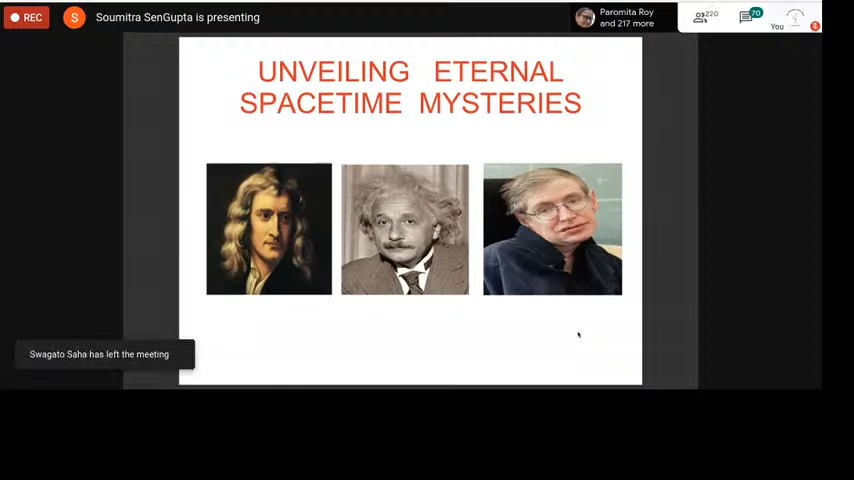 REC
S
Soumitra SenGupta is presenting
Paromita Roy
and 217 more
220
70
You
UNVEILING ETERNAL
SPACETIME MYSTERIES
Swagato Saha has left the meeting